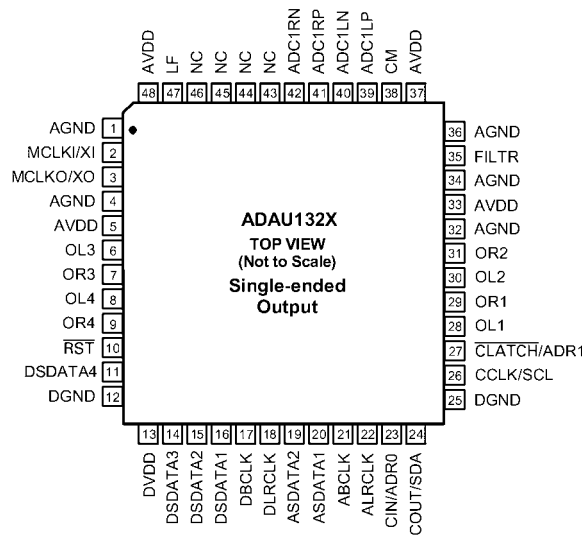 AVDD
LF
NC
NC
NC
NC
ADC1RN
ADC1RP
ADC1LN
ADC1LP
CM
AVDD
48 47 46 45 44 43 42 41 40 39 38 37
AGND 1
MCLKI/XI 2
MCLKO/XO 3
AGND 4
AVDD 5
OL3 6
OR3 7
OL4 8
OR4 9
RST 10
DSDATA4 11
DGND 12
ADAU132X
TOP VIEW
(Not to Scale)
Single-ended
Output
36 AGND
35 FILTR
34 AGND
33 AVDD
32 AGND
31 OR2
30 OL2
29 OR1
28 OL1
27 CLATCH/ADR1
26 CCLK/SCL
25 DGND
13 14 15 16 17 18 19 20 21 22 23 24
DVDD
DSDATA3
DSDATA2
DSDATA1
DBCLK
DLRCLK
ASDATA2
ASDATA1
ABCLK
ALRCLK
CIN/ADR0
COUT/SDA